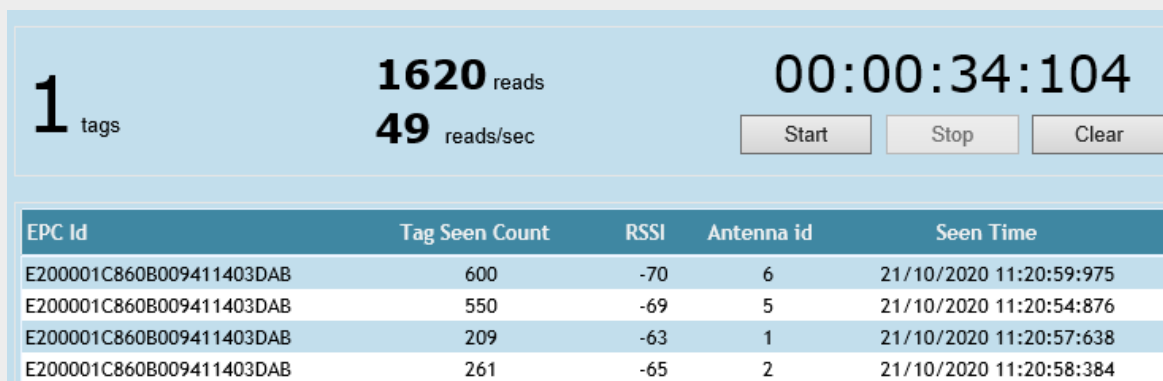 1 tags
1620 reads
49 reads/sec
00:00:34:104
Start Stop Clear
EPC Id Tag Seen Count RSSI Antenna id Seen Time
E200001C860B009411403DAB 600 -70 6 21/10/2020 11:20:59:975
E200001C860B009411403DAB 550 -69 5 21/10/2020 11:20:54:876
E200001C860B009411403DAB 209 -63 1 21/10/2020 11:20:57:638
E200001C860B009411403DAB 261 -65 2 21/10/2020 11:20:58:384